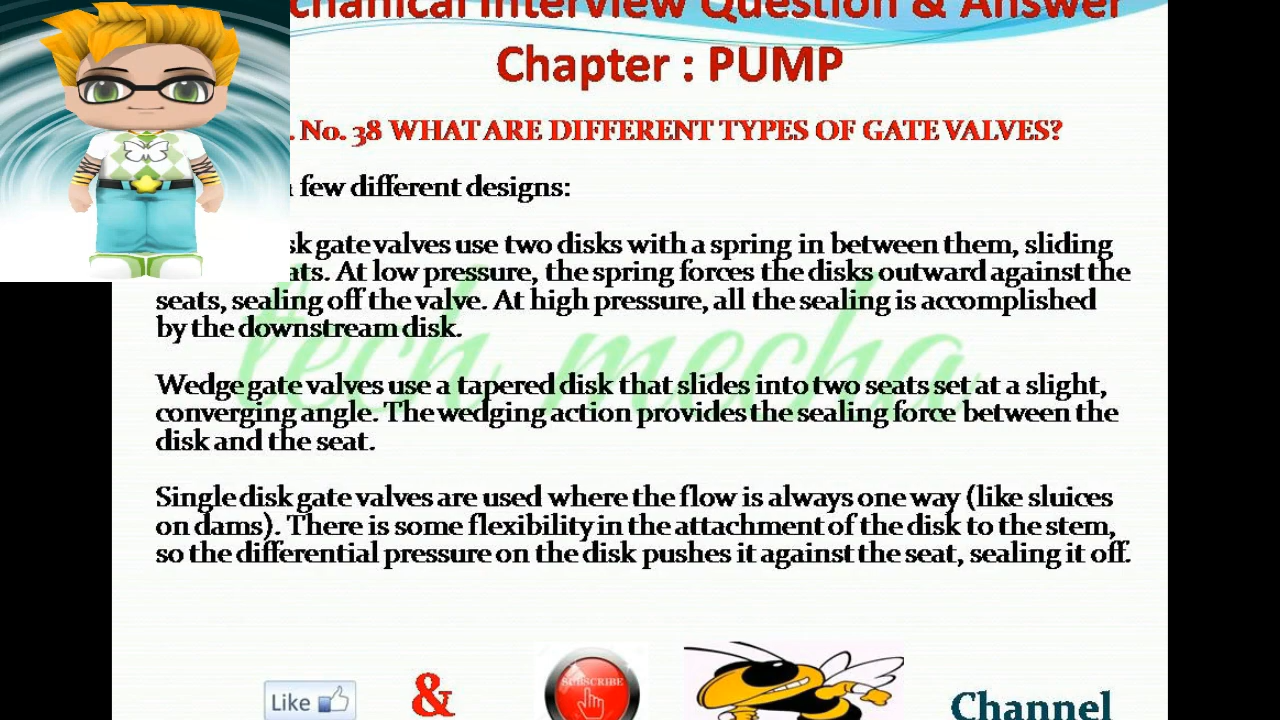 chanical Interview Question & Answer
Chapter : PUMP
. No. 38 WHAT ARE DIFFERENT TYPES OF GATE VALVES?
few different designs:
gate valves use two disks with a spring in between them, sliding
At low pressure, the spring forces the disks outward against the
seats, sealing off the valve. At high pressure, all the sealing is accomplished
by the downstream disk.
tech mecha
Wedge gate valves use a tapered disk that slides into two seats set at a slight,
converging angle. The wedging action provides the sealing force between the
disk and the seat.
Single disk gate valves are used where the flow is always one way (like sluices
on dams). There is some flexibility in the attachment of the disk to the stem,
so the differential pressure on the disk pushes it against the seat, sealing it off.
Like & SUBSCRIBE Channel